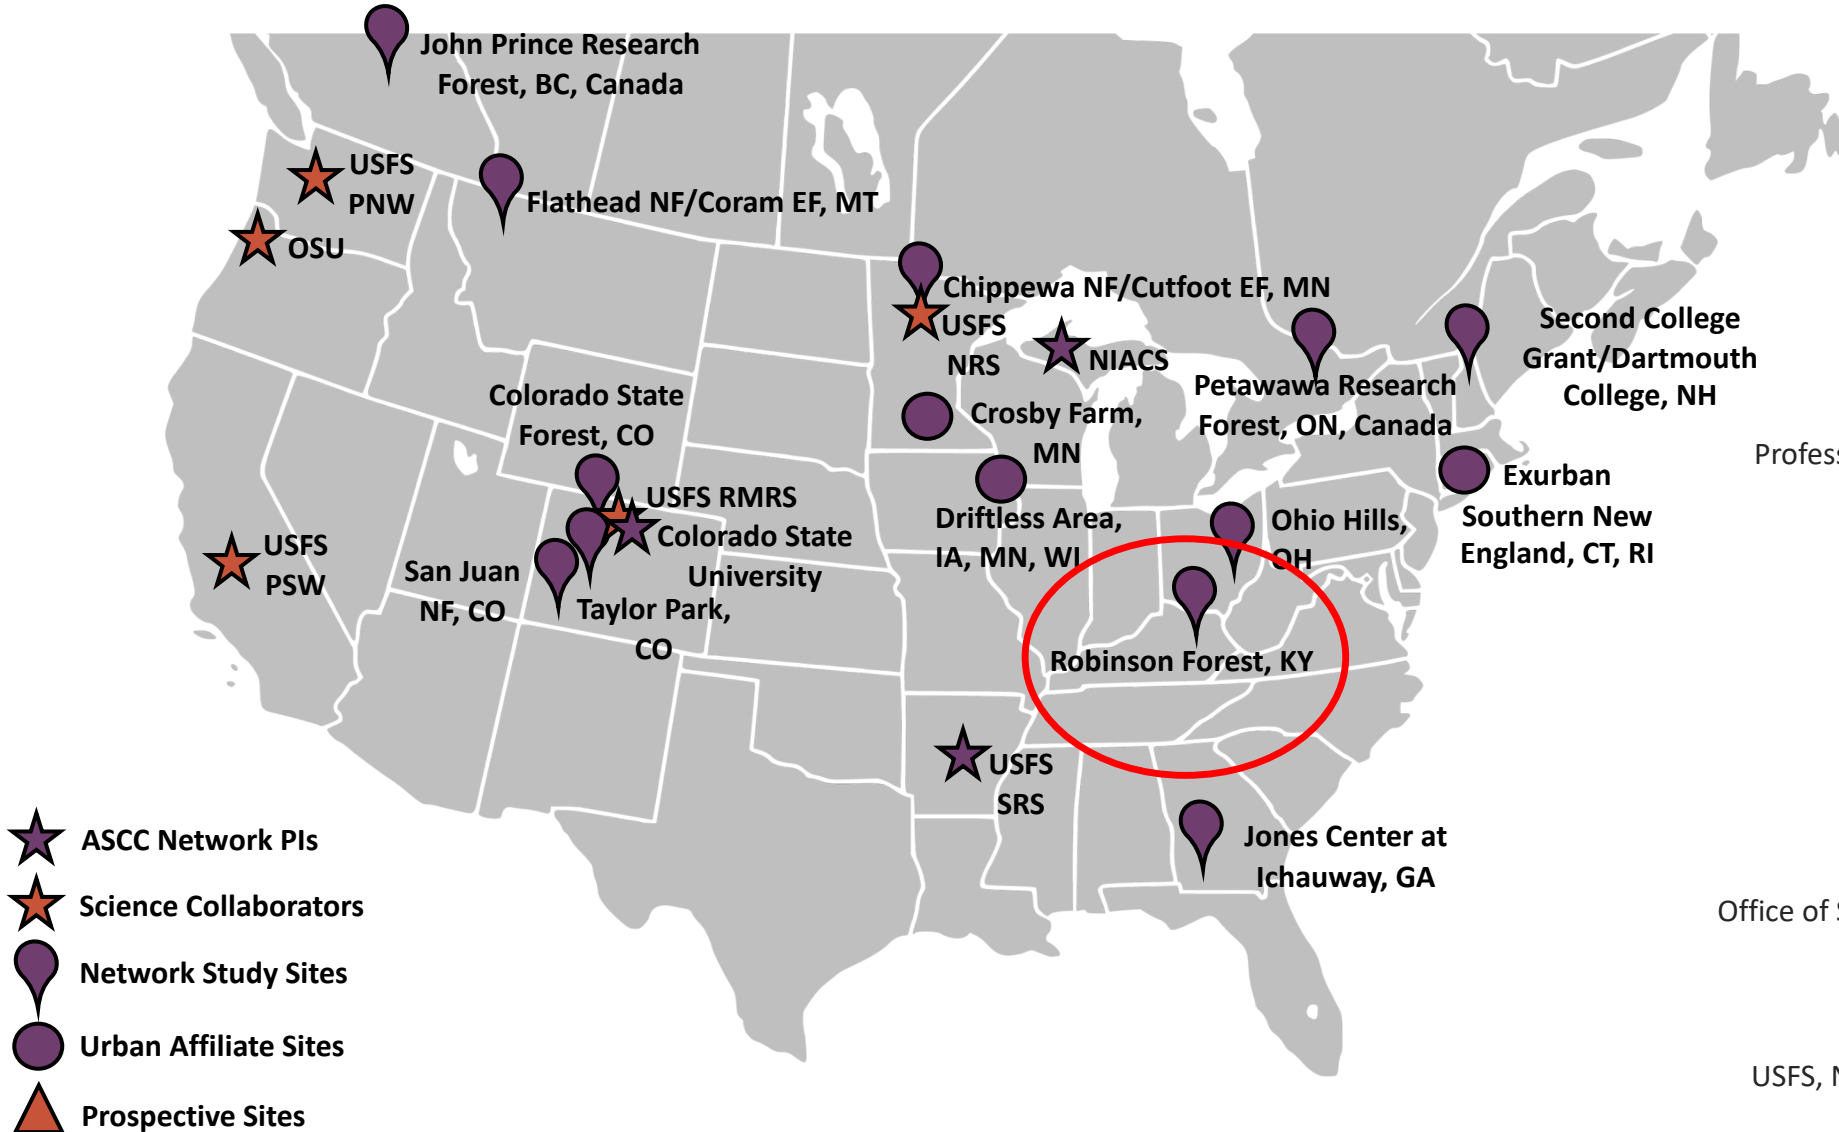 John Prince Research
Forest, BC, Canada
USFS
PNW
Flathead NF/Coram EF, MT
OSU
Chippewa NF/Cutfoot EF, MN
USFS
NRS
NIACS
Second College
Grant/Dartmouth
College, NH
Petawawa Research
Forest, ON, Canada
Colorado State
Forest, CO
Crosby Farm,
MN
Exurban
Southern New
England, CT, RI
USFS RMRS
Colorado State
University
Driftless Area,
IA, MN, WI
Ohio Hills,
OH
USFS
PSW
San Juan
NF, CO
Taylor Park,
CO
Robinson Forest, KY
USFS
SRS
Jones Center at
Ichauway, GA
ASCC Network PIs
Science Collaborators
Network Study Sites
Urban Affiliate Sites
Prospective Sites
Office of
USFS,